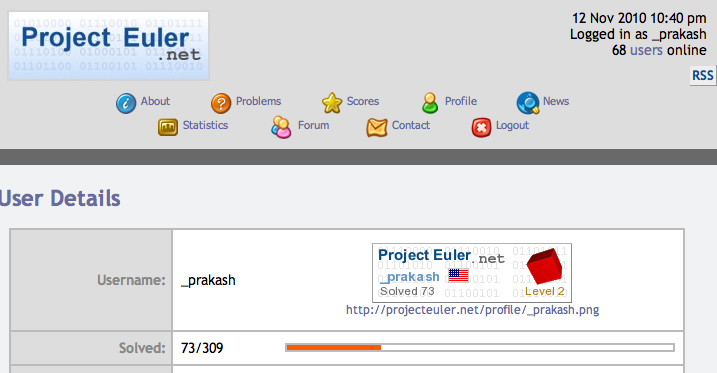 Project Euler
.net
12 Nov 2010 10:40 pm
Logged in as _prakash
68 users online
RSS
About Problems Scores Profile News
Statistics Forum Contact Logout
User Details
Username: _prakash
Project Euler.net
_prakash
Solved 73 Level 2
http://projecteuler.net/profile/_prakash.png
Solved: 73/309